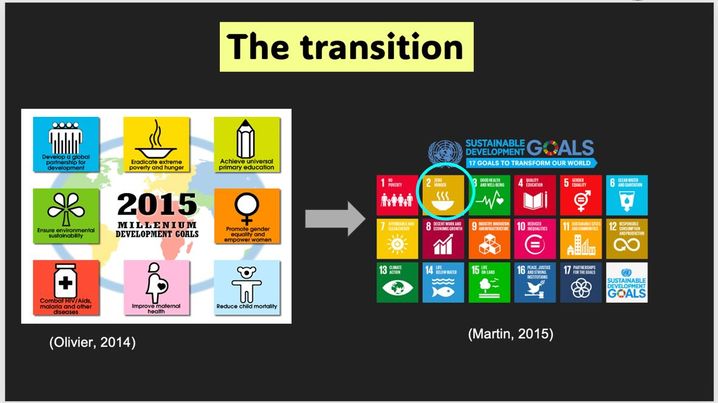 The transition
Develop a global
partnership for
development
Eradicate extreme
poverty and hunger
Achieve universal
primary education
Ensure environmental
sustainability
2015
MILLENIUM
DEVELOPMENT GOALS
Promote gender
equality and
empower women
Combat HIV/Aids,
malaria and other
diseases
Improve maternal
health
Reduce child mortality
(Olivier, 2014)
SUSTAINABLE
DEVELOPMENT GOALS
17 GOALS TO TRANSFORM OUR WORLD
1 NO
POVERTY
2 ZERO
HUNGER
3 GOOD HEALTH
AND WELL-BEING
4 QUALITY
EDUCATION
5 GENDER
EQUALITY
6 CLEAN WATER
AND SANITATION
7 AFFORDABLE AND
CLEAN ENERGY
8 DECENT WORK AND
ECONOMIC GROWTH
9 INDUSTRY, INNOVATION
AND INFRASTRUCTURE
10 REDUCED
INEQUALITIES
11 SUSTAINABLE CITIES
AND COMMUNITIES
12 RESPONSIBLE
CONSUMPTION
AND PRODUCTION
13 CLIMATE
ACTION
14 LIFE
BELOW WATER
15 LIFE
ON LAND
16 PEACE, JUSTICE
AND STRONG
INSTITUTIONS
17 PARTNERSHIPS
FOR THE GOALS
SUSTAINABLE
DEVELOPMENT
GOALS
(Martin, 2015)